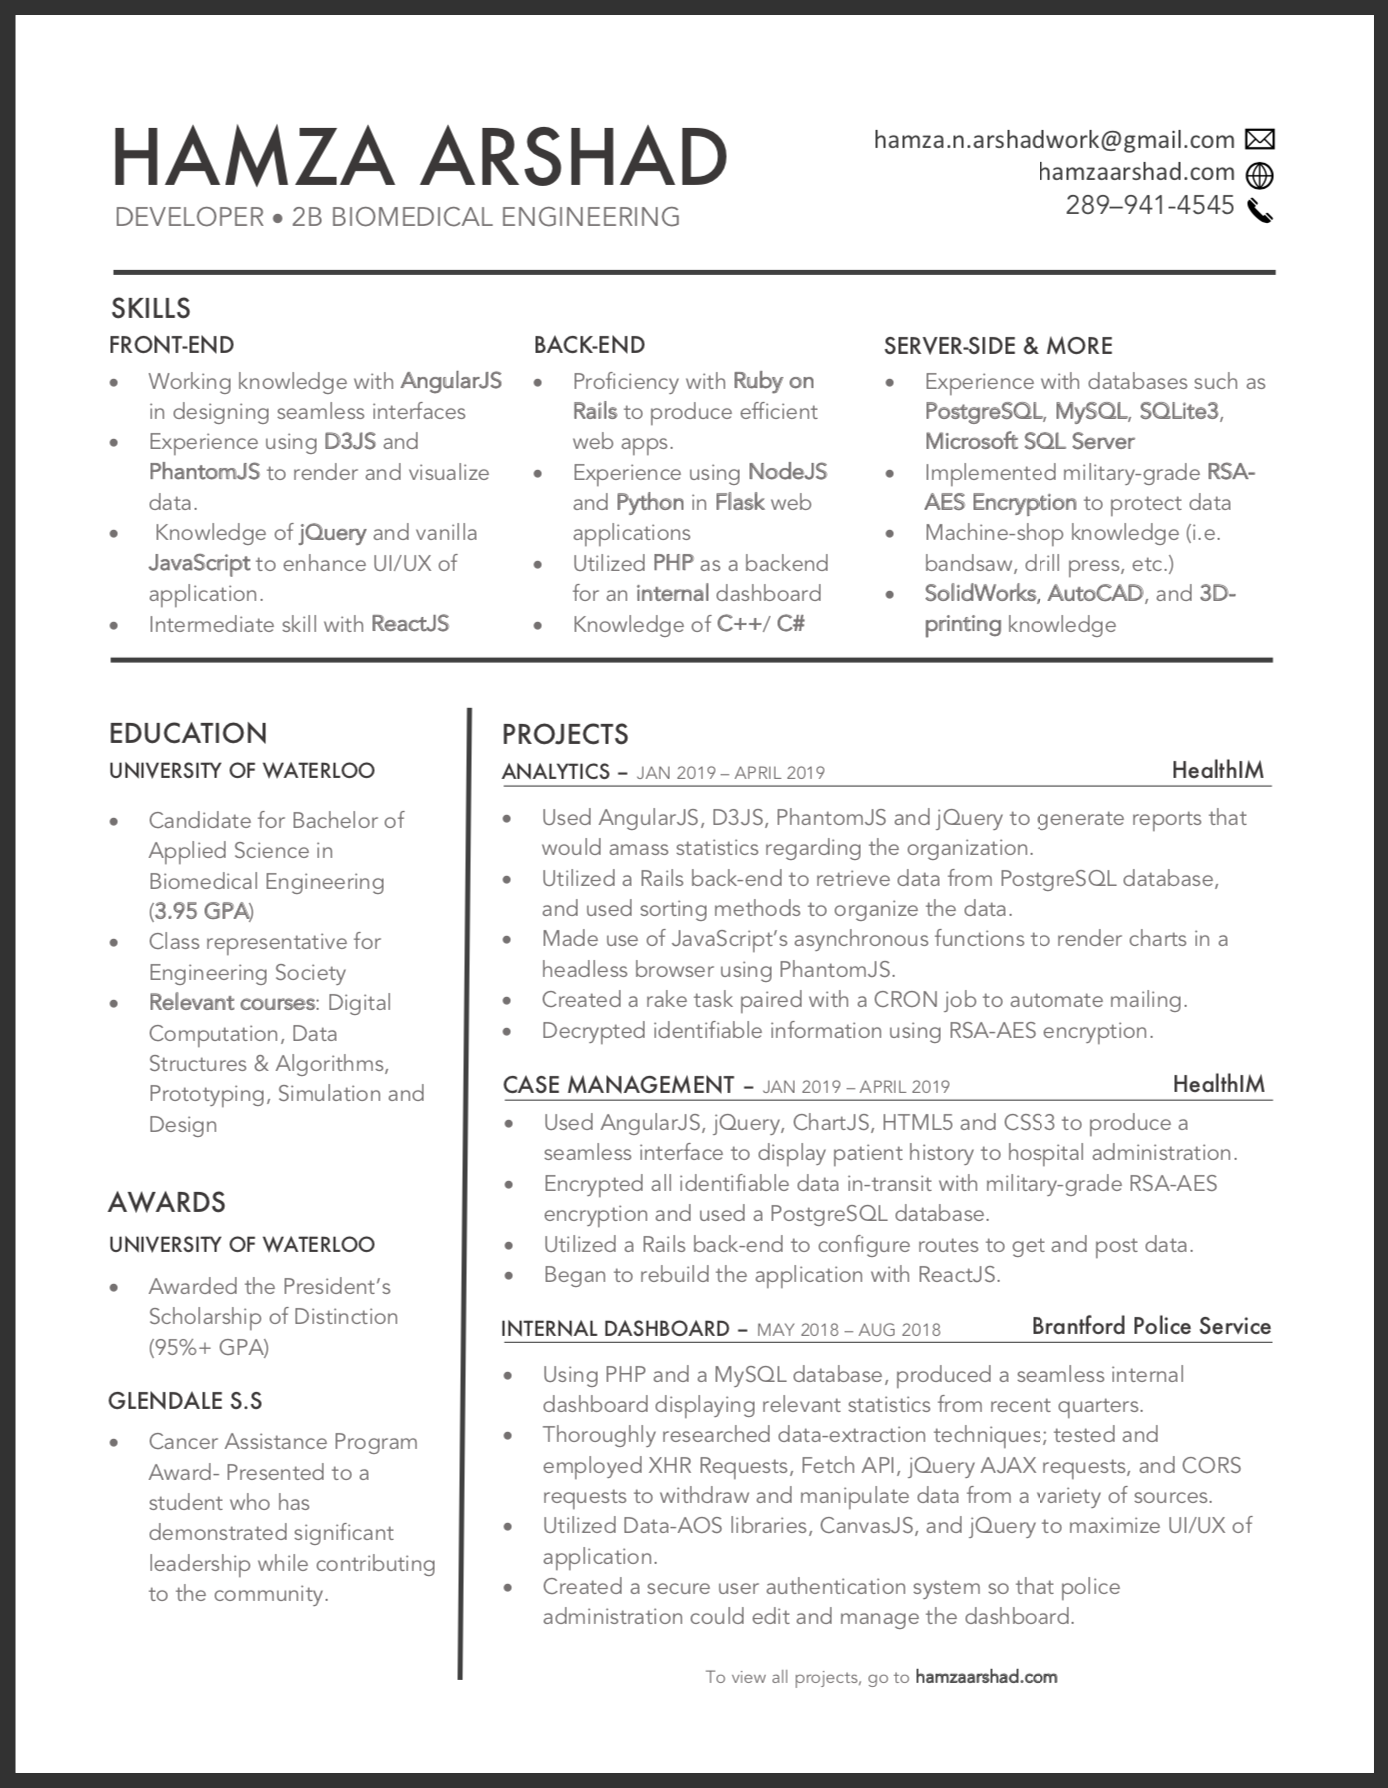 HAMZA ARSHAD
DEVELOPER • 2B BIOMEDICAL ENGINEERING
hamza.n.arshadwork@gmail.com
hamzaarshad.com
289–941-4545
SKILLS
FRONT-END
• Working knowledge with AngularJS
in designing seamless interfaces
• Experience using D3JS and
PhantomJS to render and visualize
data.
• Knowledge of jQuery and vanilla
JavaScript to enhance UI/UX of
application.
• Intermediate skill with ReactJS
BACK-END
• Proficiency with Ruby on
Rails to produce efficient
web apps.
• Experience using NodeJS
and Python in Flask web
applications
• Utilized PHP as a backend
for an internal dashboard
• Knowledge of C++/ C#
SERVER-SIDE & MORE
• Experience with databases such as
PostgreSQL, MySQL, SQLite3,
Microsoft SQL Server
• Implemented military-grade RSA-
AES Encryption to protect data
• Machine-shop knowledge (i.e.
bandsaw, drill press, etc.)
• SolidWorks, AutoCAD, and 3D-
printing knowledge
EDUCATION
UNIVERSITY OF WATERLOO
• Candidate for Bachelor of
Applied Science in
Biomedical Engineering
(3.95 GPA)
• Class representative for
Engineering Society
• Relevant courses: Digital
Computation, Data
Structures & Algorithms,
Prototyping, Simulation and
Design
AWARDS
UNIVERSITY OF WATERLOO
• Awarded the President's
Scholarship of Distinction
(95%+ GPA)
GLENDALE S.S
• Cancer Assistance Program
Award- Presented to a
student who has
demonstrated significant
leadership while contributing
to the community.
PROJECTS
ANALYTICS – JAN 2019 – APRIL 2019 HealthIM
• Used AngularJS, D3JS, PhantomJS and jQuery to generate reports that
would amass statistics regarding the organization.
• Utilized a Rails back-end to retrieve data from PostgreSQL database,
and used sorting methods to organize the data.
• Made use of JavaScript's asynchronous functions to render charts in a
headless browser using PhantomJS.
• Created a rake task paired with a CRON job to automate mailing.
• Decrypted identifiable information using RSA-AES encryption.
CASE MANAGEMENT – JAN 2019 – APRIL 2019 HealthIM
• Used AngularJS, jQuery, ChartJS, HTML5 and CSS3 to produce a
seamless interface to display patient history to hospital administration.
• Encrypted all identifiable data in-transit with military-grade RSA-AES
encryption and used a PostgreSQL database.
• Utilized a Rails back-end to configure routes to get and post data.
• Began to rebuild the application with ReactJS.
INTERNAL DASHBOARD – MAY 2018 – AUG 2018 Brantford Police Service
• Using PHP and a MySQL database, produced a seamless internal
dashboard displaying relevant statistics from recent quarters.
• Thoroughly researched data-extraction techniques; tested and
employed XHR Requests, Fetch API, jQuery AJAX requests, and CORS
requests to withdraw and manipulate data from a variety of sources.
• Utilized Data-AOS libraries, CanvasJS, and jQuery to maximize UI/UX of
application.
• Created a secure user authentication system so that police
administration could edit and manage the dashboard.
To view all projects, go to hamzaarshad.com